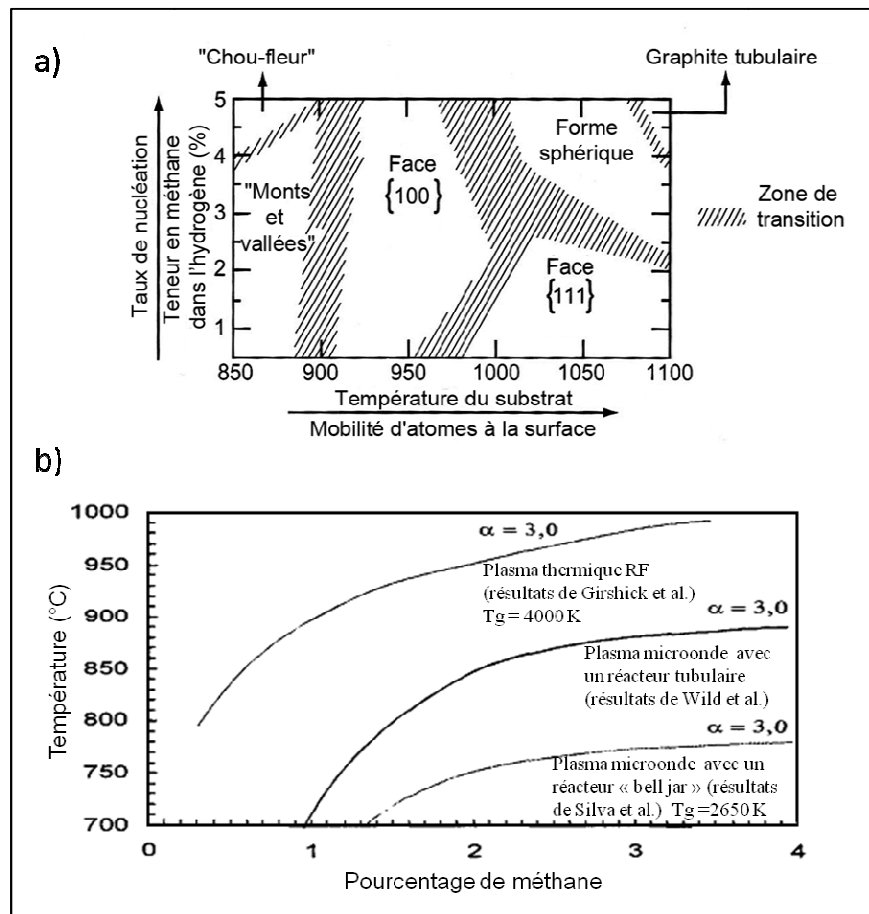 a)
"Chou-fleur"
Graphite tubulaire
Taux de nucléation
Teneur en méthane
dans l'hydrogène (%)
5
4
3
2
1
"Monts
et
vallées"
Face
{100}
Forme
sphérique
Face
{111}
Zone de
transition
850 900 950 1000 1050 1100
Température du substrat
Mobilité d'atomes à la surface
b)
Température (°C)
1000
950
900
850
800
750
700
α = 3,0
Plasma thermique RF
(résultats de Girshick et al.)
Tg = 4000 K
α = 3,0
Plasma microonde avec
un réacteur tubulaire
(résultats de Wild et al.)
α = 3,0
Plasma microonde avec un
réacteur « bell jar » (résultats
de Silva et al.) Tg =2650 K
0 1 2 3 4
Pourcentage de méthane